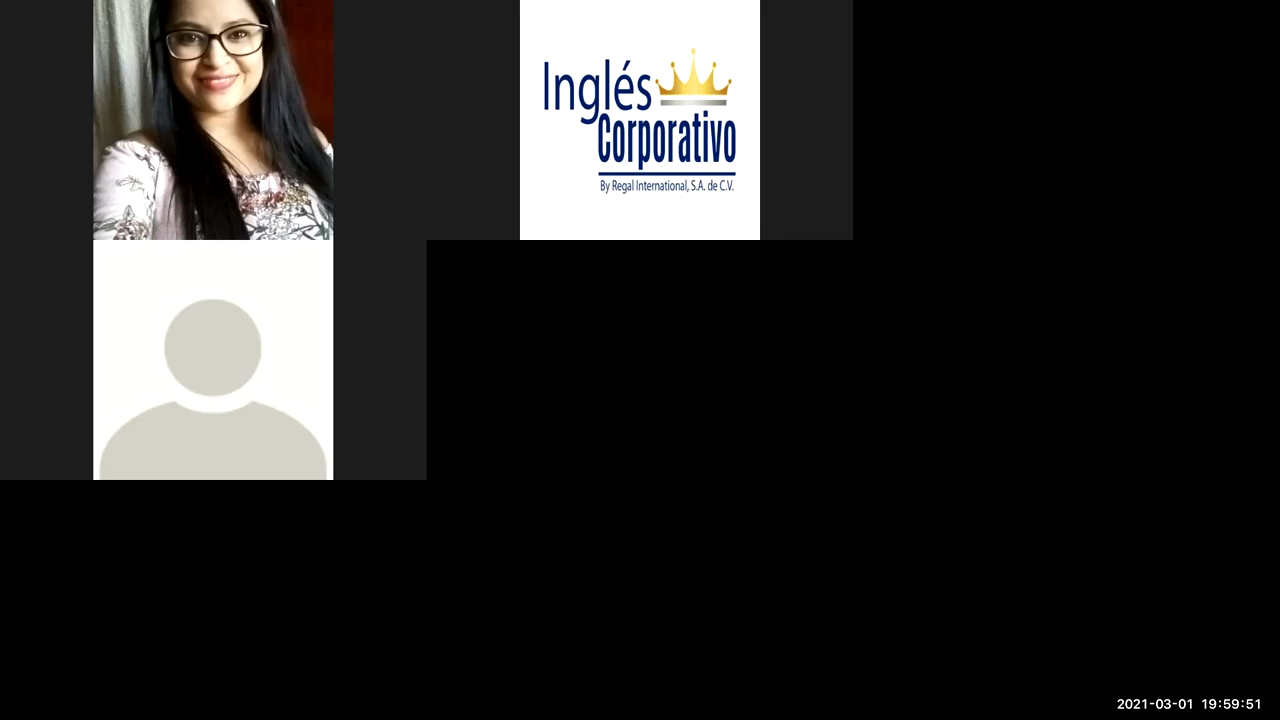 Inglés
Corporativo
By Regal International, S.A. de C.V.
2021-03-01 19:59:51